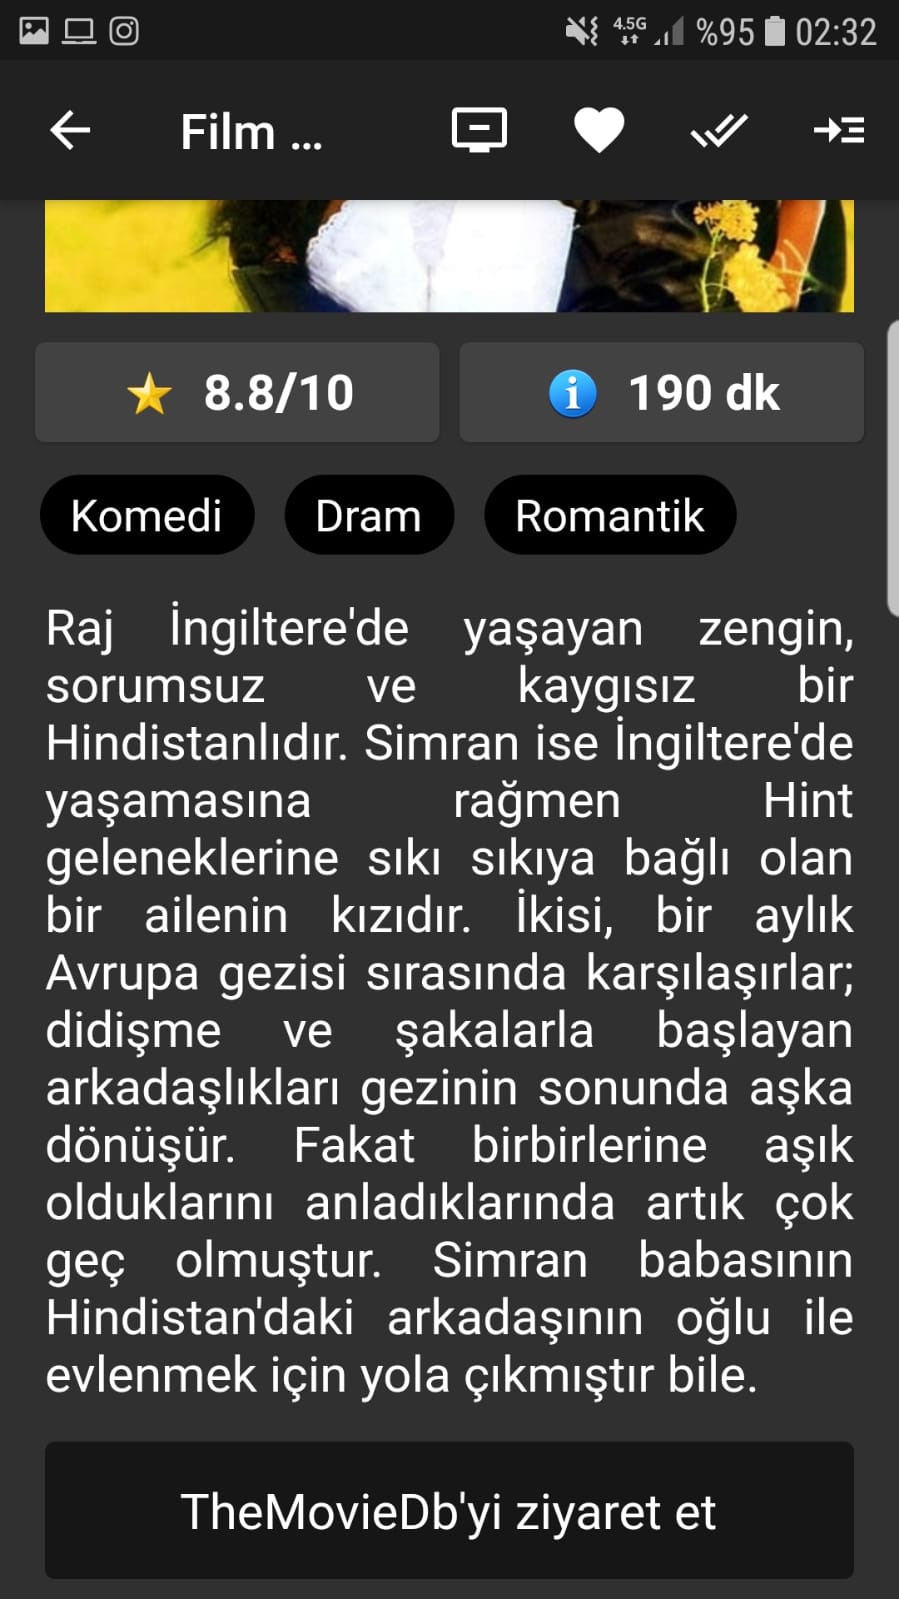 4.5G %95 02:32
Film ...
8.8/10 190 dk
Komedi Dram Romantik
Raj İngiltere'de yaşayan zengin,
sorumsuz ve kaygısız bir
Hindistanlıdır. Simran ise İngiltere'de
yaşamasına rağmen Hint
geleneklerine sıkı sıkıya bağlı olan
bir ailenin kızıdır. İkisi, bir aylık
Avrupa gezisi sırasında karşılaşırlar;
didişme ve şakalarla başlayan
arkadaşlıkları gezinin sonunda aşka
dönüşür. Fakat birbirlerine aşık
olduklarını anladıklarında artık çok
geç olmuştur. Simran babasının
Hindistan'daki arkadaşının oğlu ile
evlenmek için yola çıkmıştır bile.
TheMovieDb'yi ziyaret et